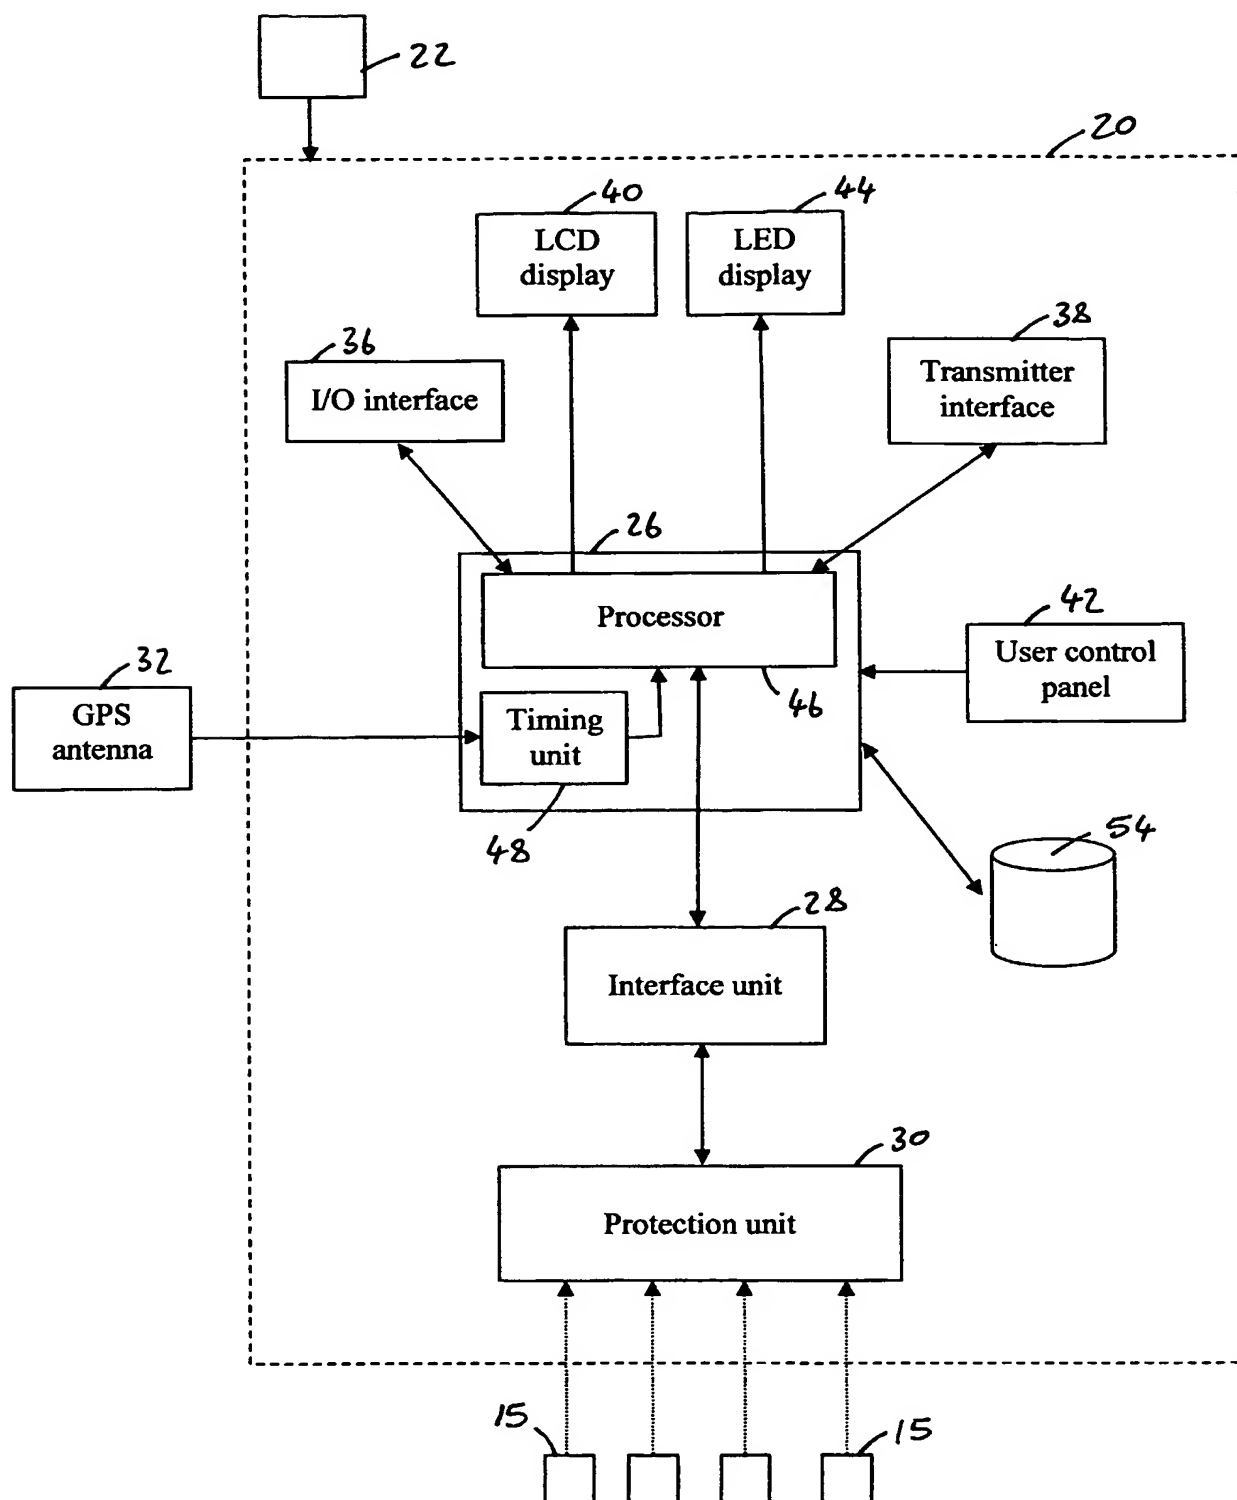 22
20
40
44
LCD
display
LED
display
36
38
I/O interface
Transmitter
interface
26
Processor
42
User control
panel
32
46
GPS
antenna
Timing
unit
48
54
28
Interface unit
30
Protection unit
15
15